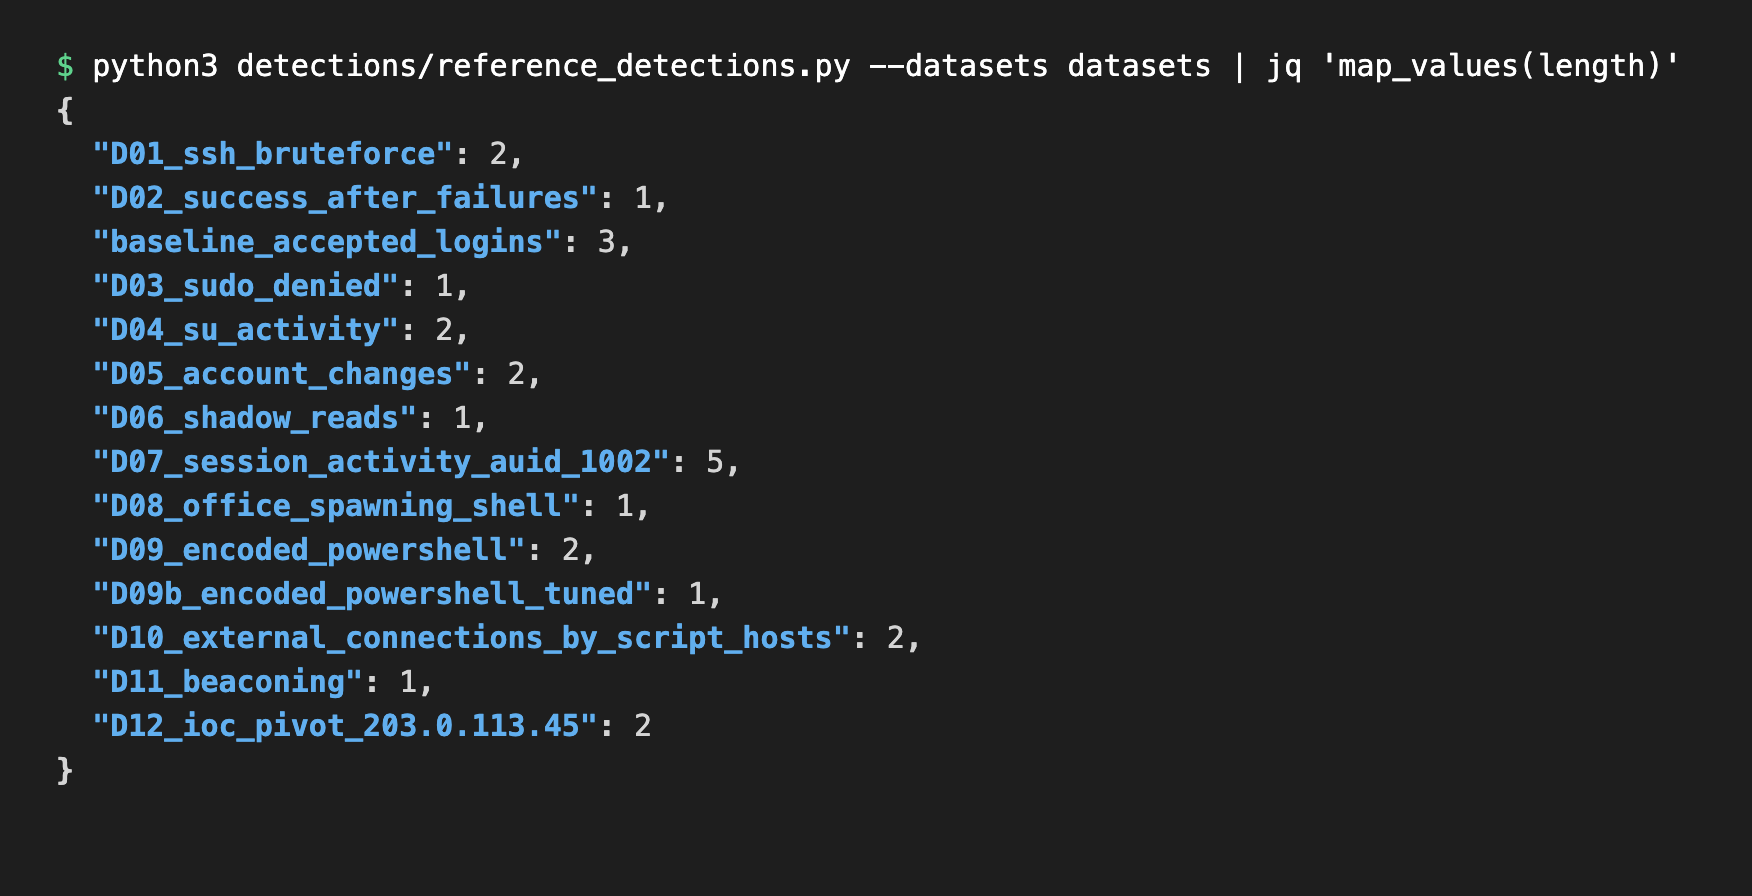 $ python3 detections/reference_detections.py --datasets datasets | jq 'map_values(length)'
{
  "D01_ssh_bruteforce": 2,
  "D02_success_after_failures": 1,
  "baseline_accepted_logins": 3,
  "D03_sudo_denied": 1,
  "D04_su_activity": 2,
  "D05_account_changes": 2,
  "D06_shadow_reads": 1,
  "D07_session_activity_auid_1002": 5,
  "D08_office_spawning_shell": 1,
  "D09_encoded_powershell": 2,
  "D09b_encoded_powershell_tuned": 1,
  "D10_external_connections_by_script_hosts": 2,
  "D11_beaconing": 1,
  "D12_ioc_pivot_203.0.113.45": 2
}